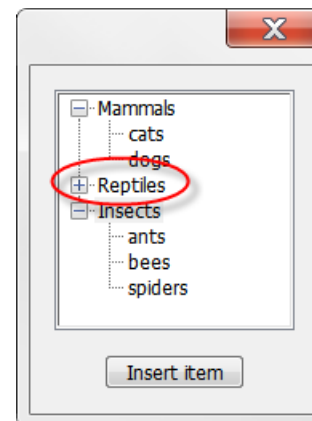 Mammals
cats
dogs
Reptiles
Insects
ants
bees
spiders
Insert item